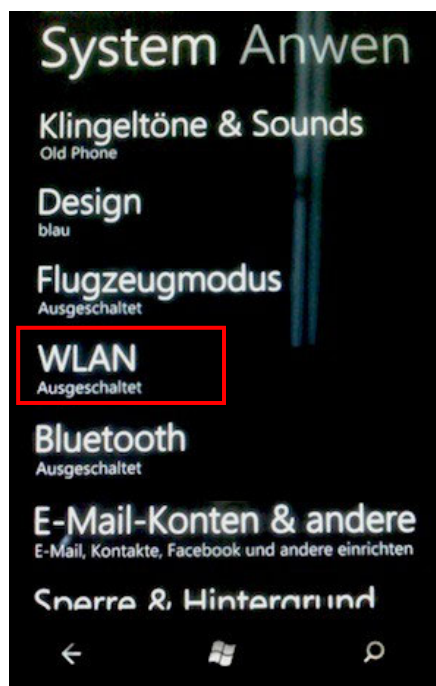 System Anwen
Klingeltöne & Sounds
Old Phone
Design
blau
Flugzeugmodus
Ausgeschaltet
WLAN
Ausgeschaltet
Bluetooth
Ausgeschaltet
E-Mail-Konten & andere
E-Mail, Kontakte, Facebook und andere einrichten
Sperre & Hintergrund